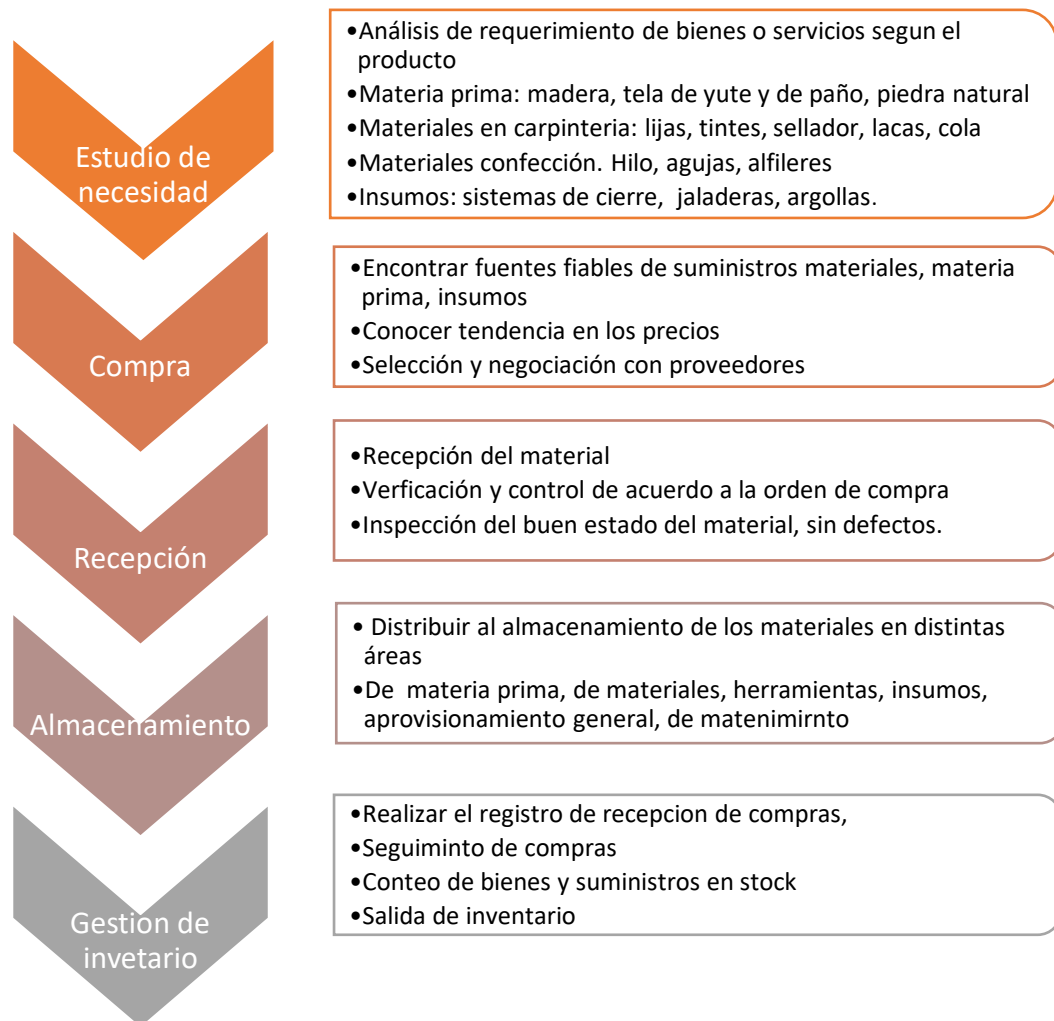 Estudio de
necesidad
•Análisis de requerimiento de bienes o servicios segun el
producto
•Materia prima: madera, tela de yute y de paño, piedra natural
•Materiales en carpinteria: lijas, tintes, sellador, lacas, cola
•Materiales confección. Hilo, agujas, alfileres
•Insumos: sistemas de cierre, jaladeras, argollas.
Compra
•Encontrar fuentes fiables de suministros materiales, materia
prima, insumos
•Conocer tendencia en los precios
•Selección y negociación con proveedores
Recepción
•Recepción del material
•Verficación y control de acuerdo a la orden de compra
•Inspección del buen estado del material, sin defectos.
Almacenamiento
• Distribuir al almacenamiento de los materiales en distintas
áreas
•De materia prima, de materiales, herramientas, insumos,
aprovisionamiento general, de matenimirnto
Gestion de
invetario
•Realizar el registro de recepcion de compras,
•Seguiminto de compras
•Conteo de bienes y suministros en stock
•Salida de inventario